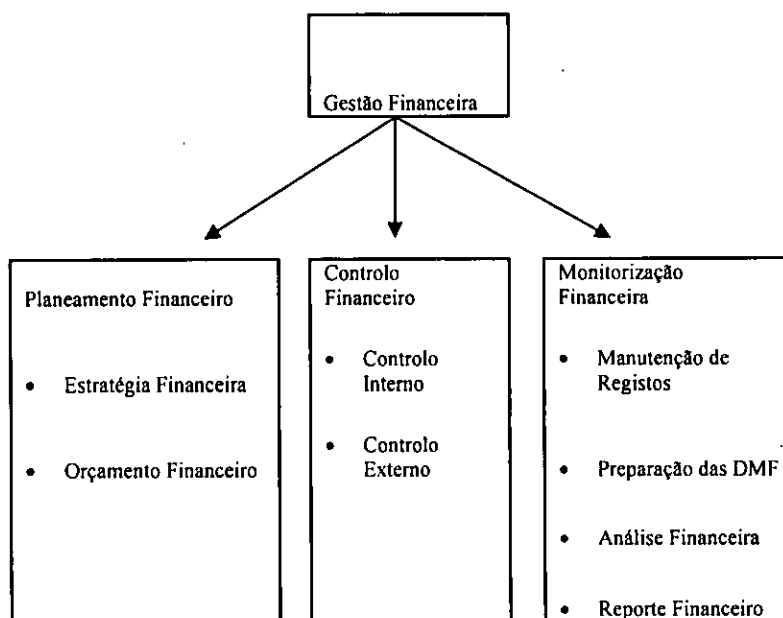 Gestão Financeira
Planeamento Financeiro
• Estratégia Financeira
• Orçamento Financeiro
Controlo
Financeiro
• Controlo
Interno
• Controlo
Externo
Monitorização
Financeira
• Manutenção de
Registos
• Preparação das DMF
• Análise Financeira
• Reporte Financeiro